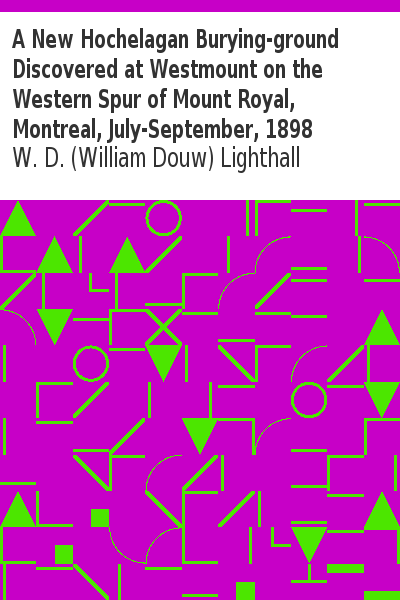 A New Hochelagan Burying-ground
Discovered at Westmount on the
Western Spur of Mount Royal,
Montreal, July-September, 1898
W. D. (William Douw) Lighthall